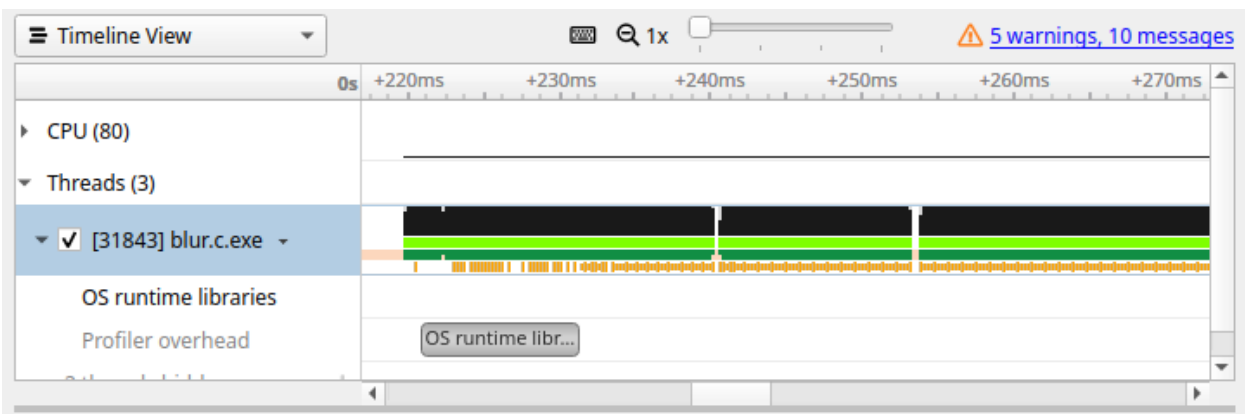 Timeline View 1x 5 warnings, 10 messages
0s +220ms +230ms +240ms +250ms +260ms +270ms
CPU (80)
Threads (3)
[31843] blur.c.exe
OS runtime libraries
Profiler overhead OS runtime libr...